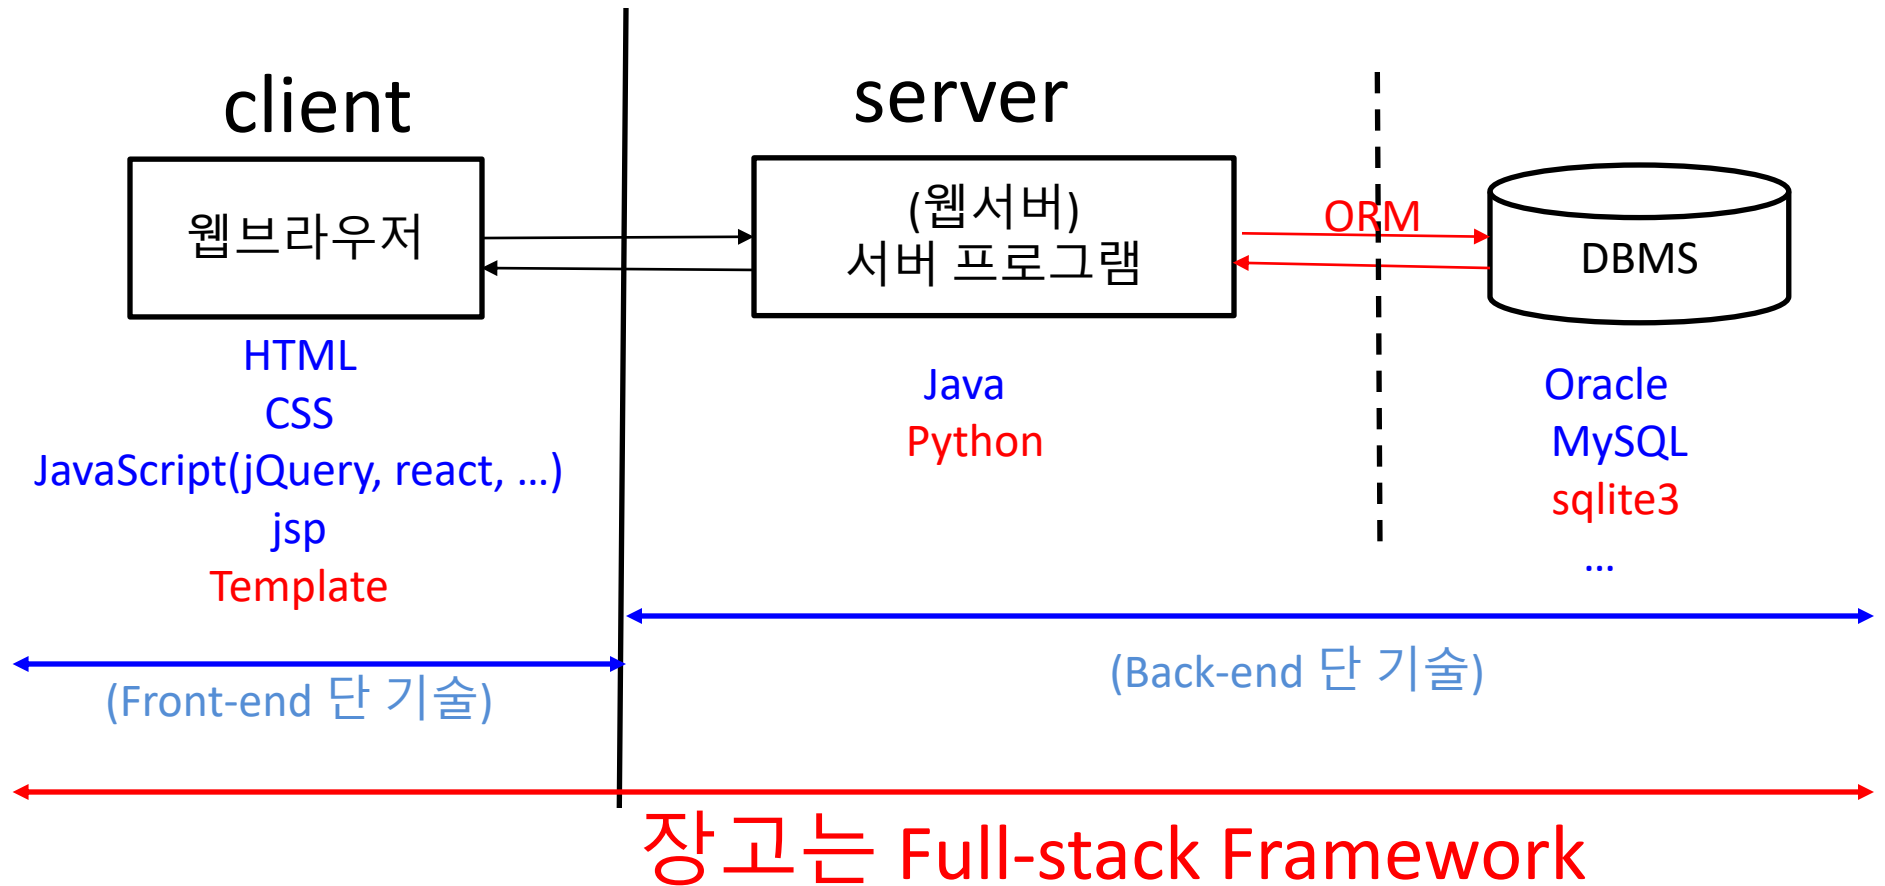 client
server
웹브라우저
(웹서버)
서버 프로그램
ORM
DBMS
HTML
CSS
JavaScript(jQuery, react, ...)
jsp
Template
Java
Python
Oracle
MySQL
sqlite3
...
(Front-end 단 기술)
(Back-end 단 기술)
장고는 Full-stack Framework